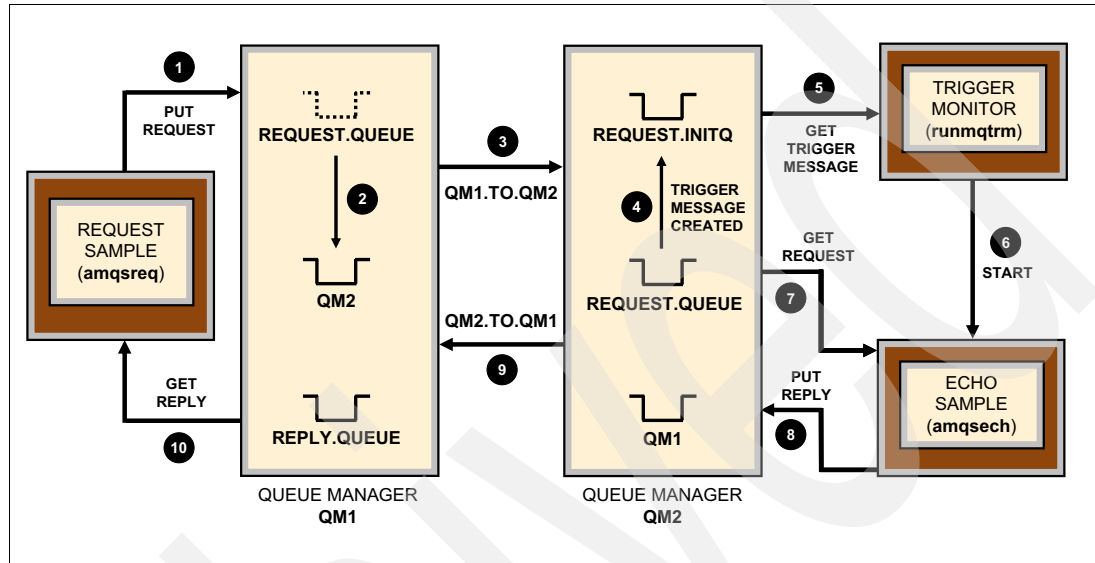 1
PUT
REQUEST
REQUEST
SAMPLE
(amqsreq)
GET
REPLY
10
REQUEST.QUEUE
2
QM2
REPLY.QUEUE
QUEUE MANAGER
QM1
3
QM1.TO.QM2
QM2.TO.QM1
9
REQUEST.INITQ
4
TRIGGER
MESSAGE
CREATED
REQUEST.QUEUE
QM1
QUEUE MANAGER
QM2
5
GET
TRIGGER
MESSAGE
TRIGGER
MONITOR
(runmqtrm)
6
START
GET
REQUEST
7
PUT
REPLY
8
ECHO
SAMPLE
(amqsech)